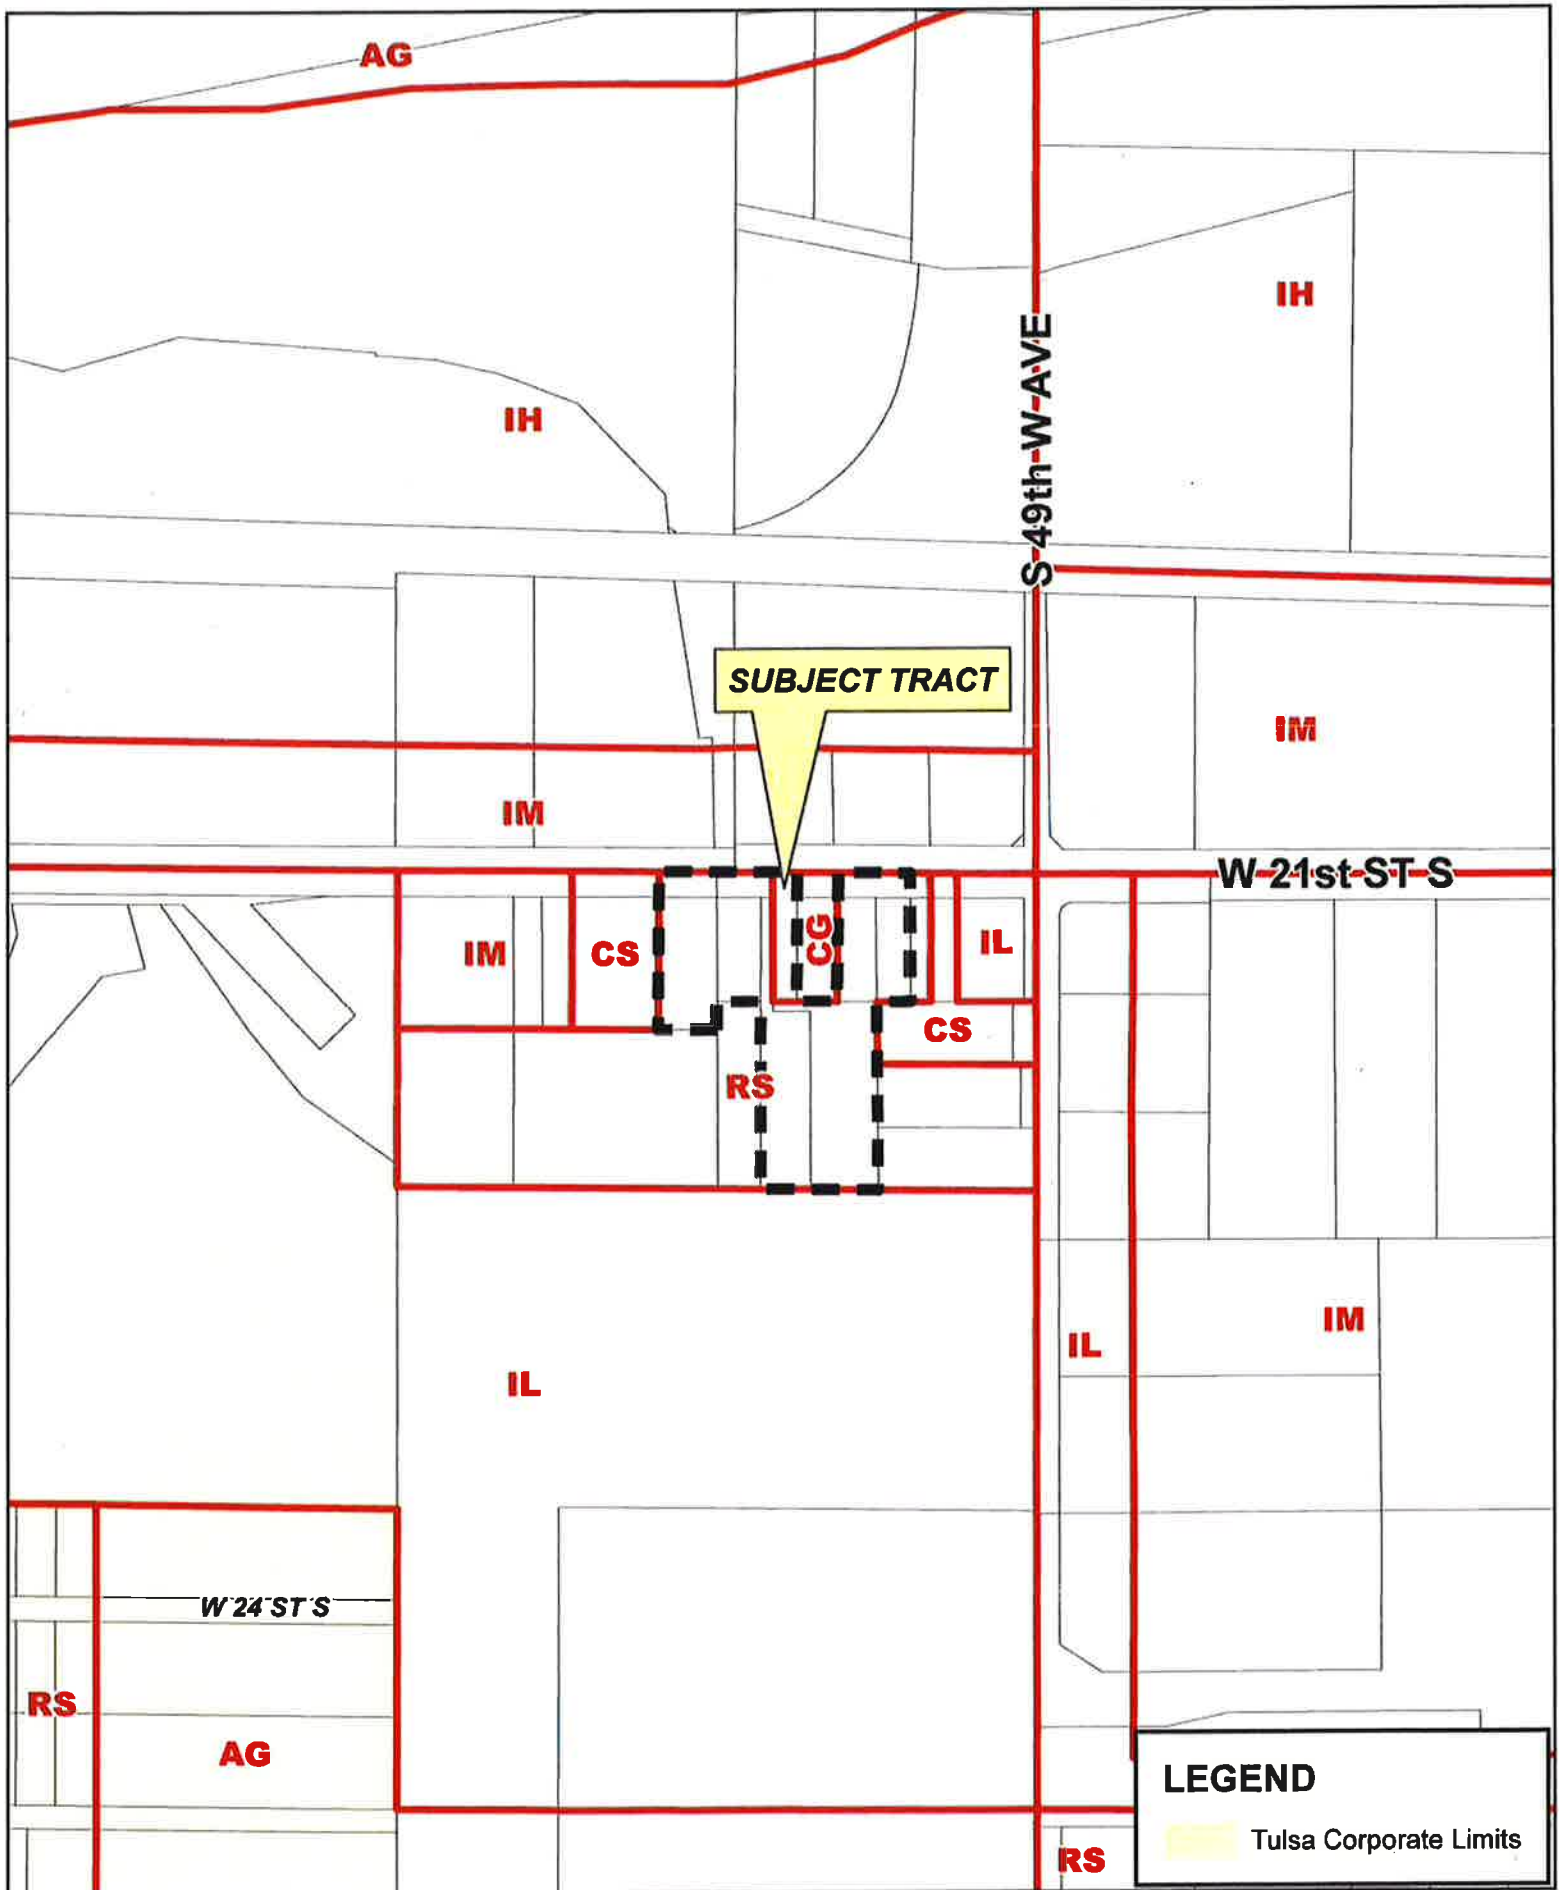 AG
IH
S 49th W AVE
IH
SUBJECT TRACT
IM
IM
W 21st ST S
IM
CS
CG
IL
CS
RS
IM
IL
IL
W 24 ST S
RS
AG
LEGEND
Tulsa Corporate Limits
RS